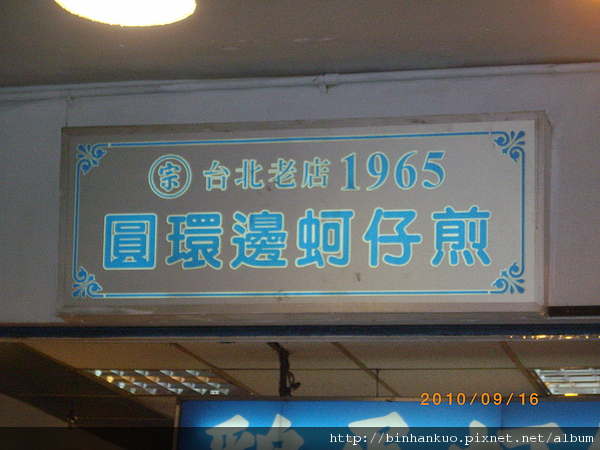 宗 台北老店 1965
圓環邊蚵仔煎
2010/09/16
http://binhankuo.pixnet.net/album